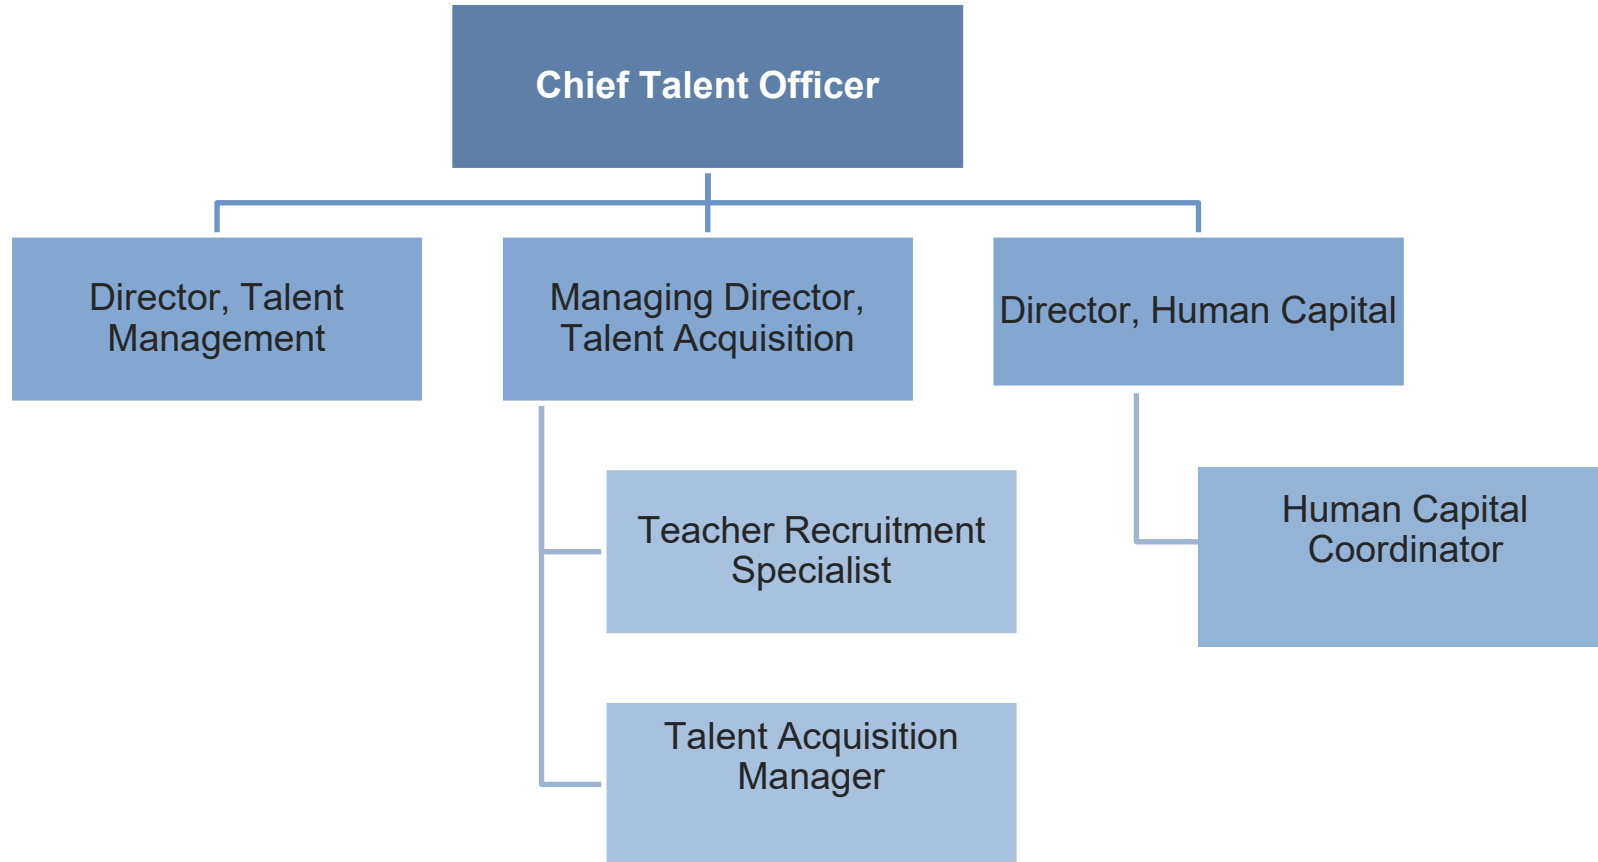 Chief Talent Officer
Director, Talent
Management
Managing Director,
Talent Acquisition
Director, Human Capital
Teacher Recruitment
Specialist
Human Capital
Coordinator
Talent Acquisition
Manager